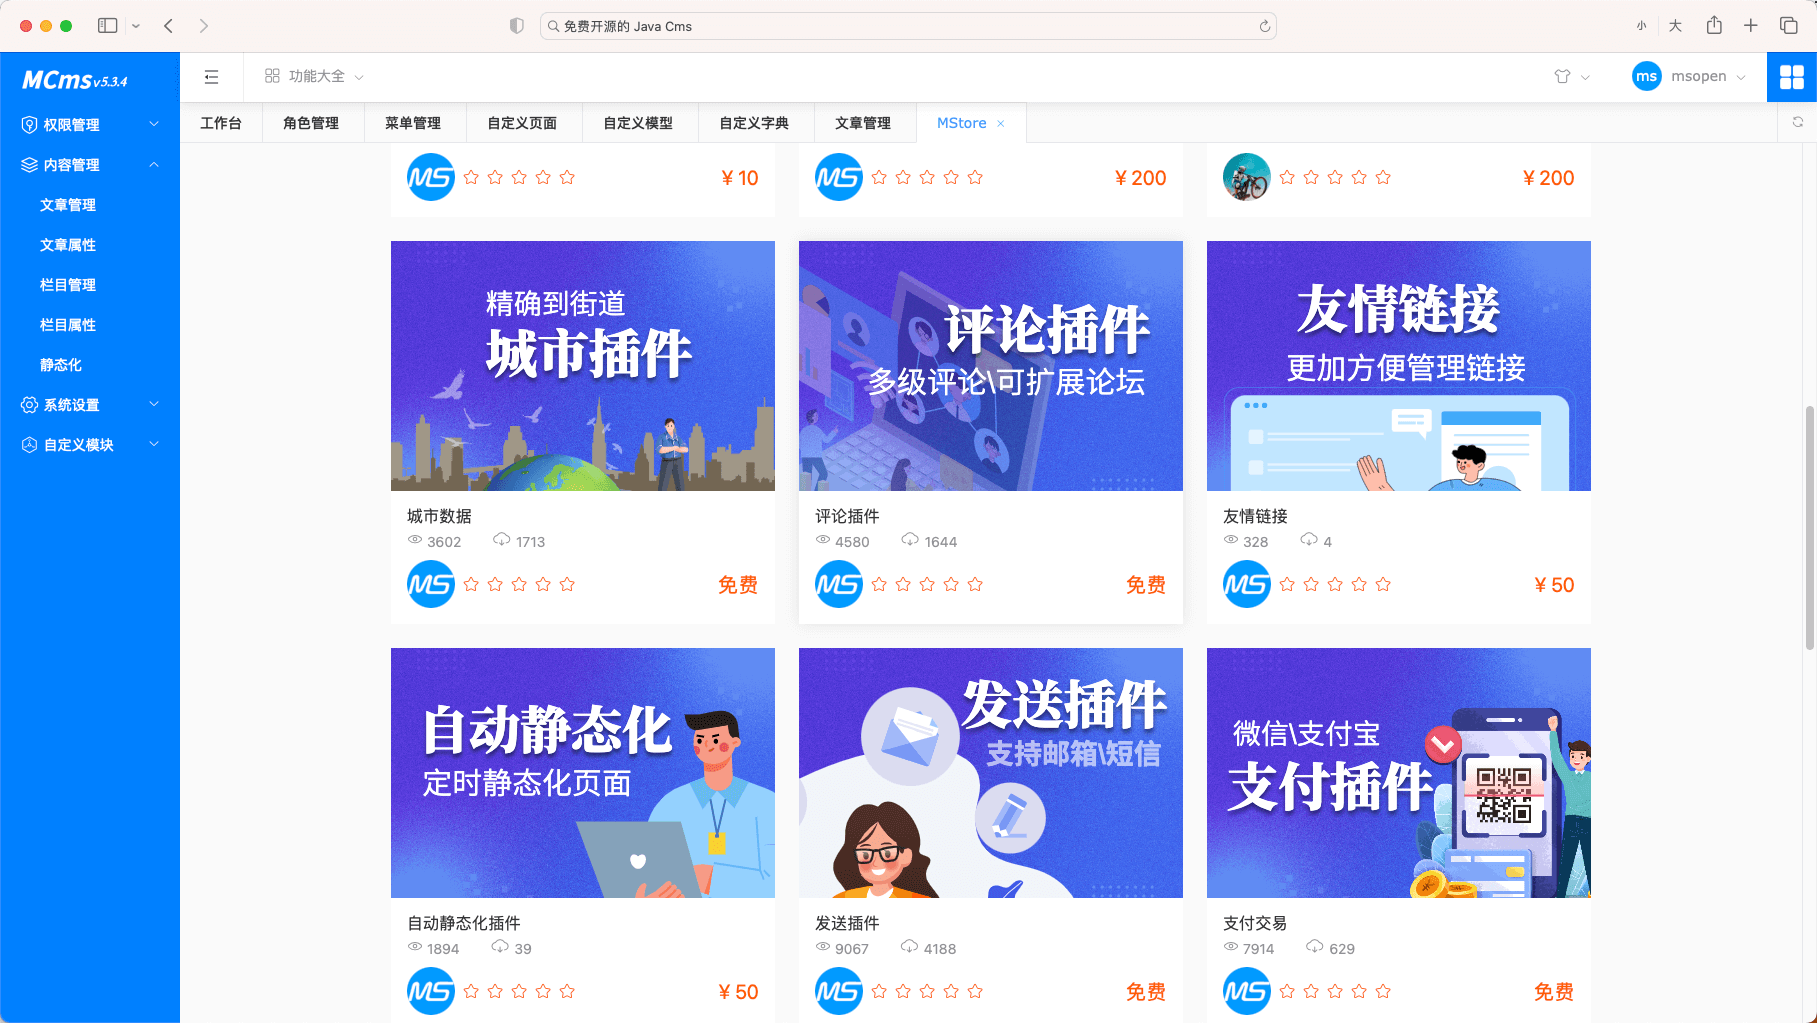 免费开源的 Java Cms
小 大
MCms v5.3.4
功能大全
ms msopen
权限管理
内容管理
文章管理
文章属性
栏目管理
栏目属性
静态化
系统设置
自定义模块
工作台 角色管理 菜单管理 自定义页面 自定义模型 自定义字典 文章管理 MStore ×
MS ¥ 10
MS ¥ 200
¥ 200
精确到街道
城市插件
城市数据
3602 1713
MS 免费
评论插件
多级评论\可扩展论坛
评论插件
4580 1644
MS 免费
友情链接
更加方便管理链接
友情链接
328 4
MS ¥ 50
自动静态化
定时静态化页面
自动静态化插件
1894 39
MS ¥ 50
发送插件
支持邮箱\短信
发送插件
9067 4188
MS 免费
微信\支付宝
支付插件
支付交易
7914 629
MS 免费